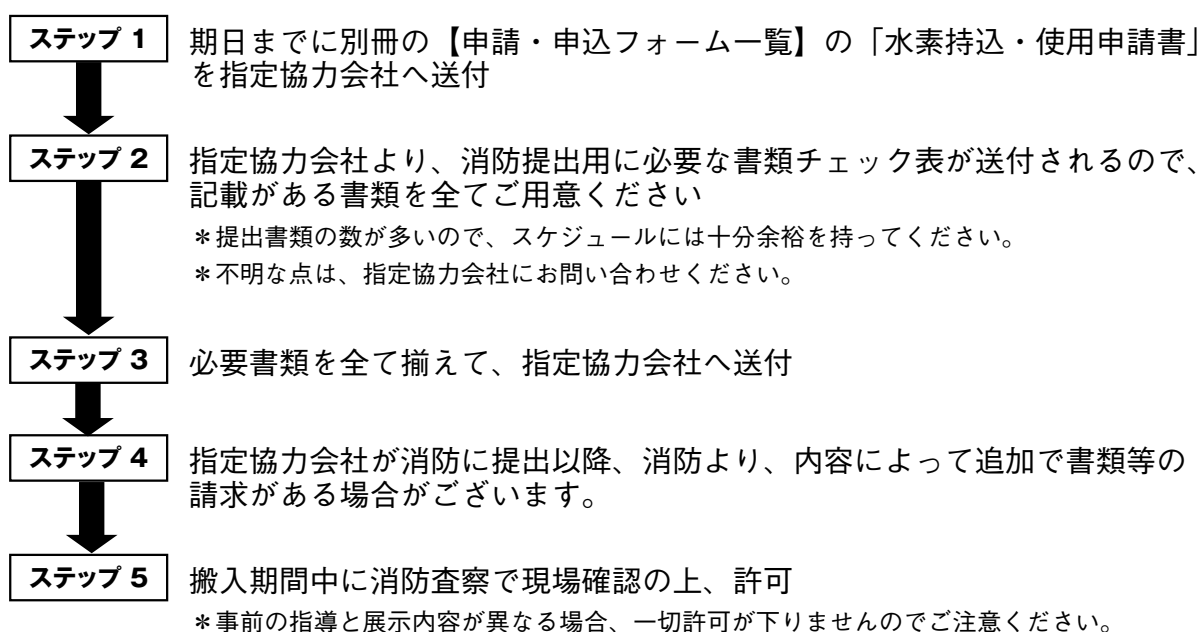 ステップ 1
期日までに別冊の【申請・申込フォーム一覧】の「水素持込・使用申請書」
を指定協力会社へ送付
ステップ 2
指定協力会社より、消防提出用に必要な書類チェック表が送付されるので、
記載がある書類を全てご用意ください
＊提出書類の数が多いので、スケジュールには十分余裕を持ってください。
＊不明な点は、指定協力会社にお問い合わせください。
ステップ 3
必要書類を全て揃えて、指定協力会社へ送付
ステップ 4
指定協力会社が消防に提出以降、消防より、内容によって追加で書類等の
請求がある場合がございます。
ステップ 5
搬入期間中に消防査察で現場確認の上、許可
＊事前の指導と展示内容が異なる場合、一切許可が下りませんのでご注意ください。